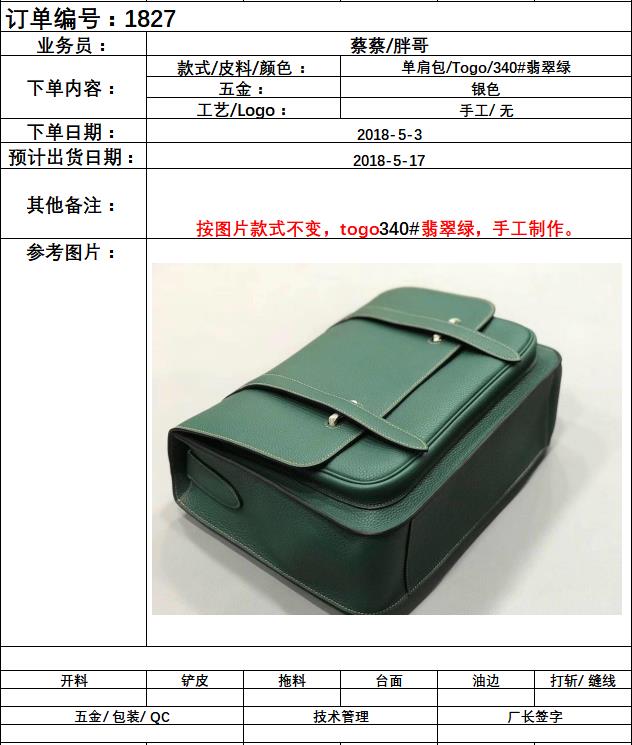 订单编号：1827
业务员：
蔡蔡/胖哥
下单内容：
款式/皮料/颜色：
单肩包/Togo/340#翡翠绿
五金：
银色
工艺/Logo：
手工/ 无
下单日期：
2018-5-3
预计出货日期：
2018-5-17
其他备注：
按图片款式不变，togo340#翡翠绿，手工制作。
参考图片：
开料 铲皮 拖料 台面 油边 打斩/ 缝线
五金/ 包装/ QC 技术管理 厂长签字